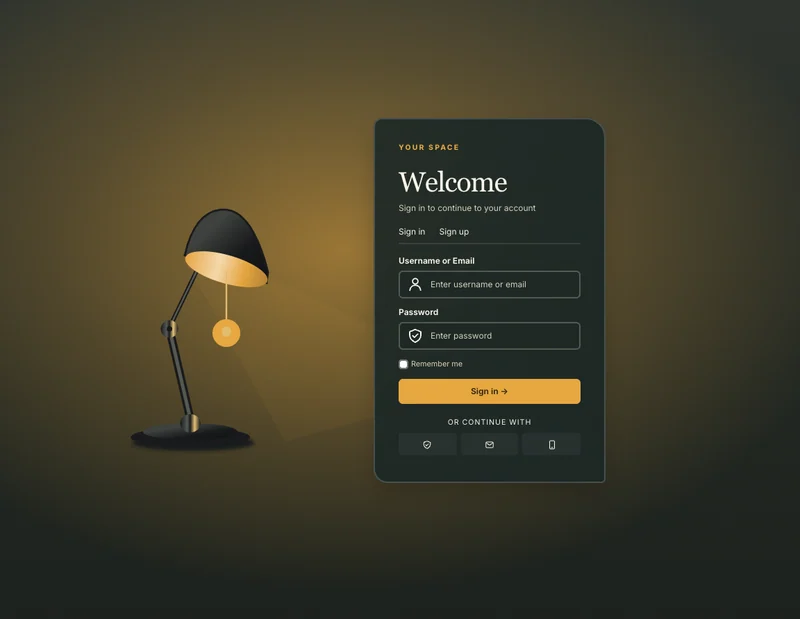 YOUR SPACE
Welcome
Sign in to continue to your account
Sign in Sign up
Username or Email
Enter username or email
Password
Enter password
Remember me
Sign in →
OR CONTINUE WITH